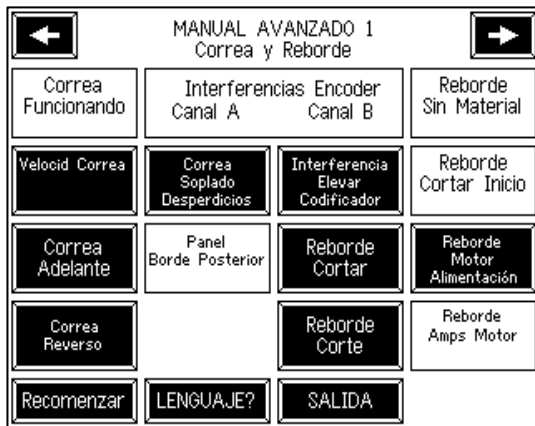 MANUAL AVANZADO 1
Correa y Reborde
Correa
Funcionando
Interferencias Encoder
Canal A Canal B
Reborde
Sin Material
Velocid Correa
Correa
Soplado
Desperdicios
Interferencia
Elevar
Codificador
Reborde
Cortar Inicio
Correa
Adelante
Panel
Borde Posterior
Reborde
Cortar
Reborde
Motor
Alimentación
Correa
Reverso
Reborde
Corte
Reborde
Amps Motor
Recomenzar
LENGUAJE?
SALIDA